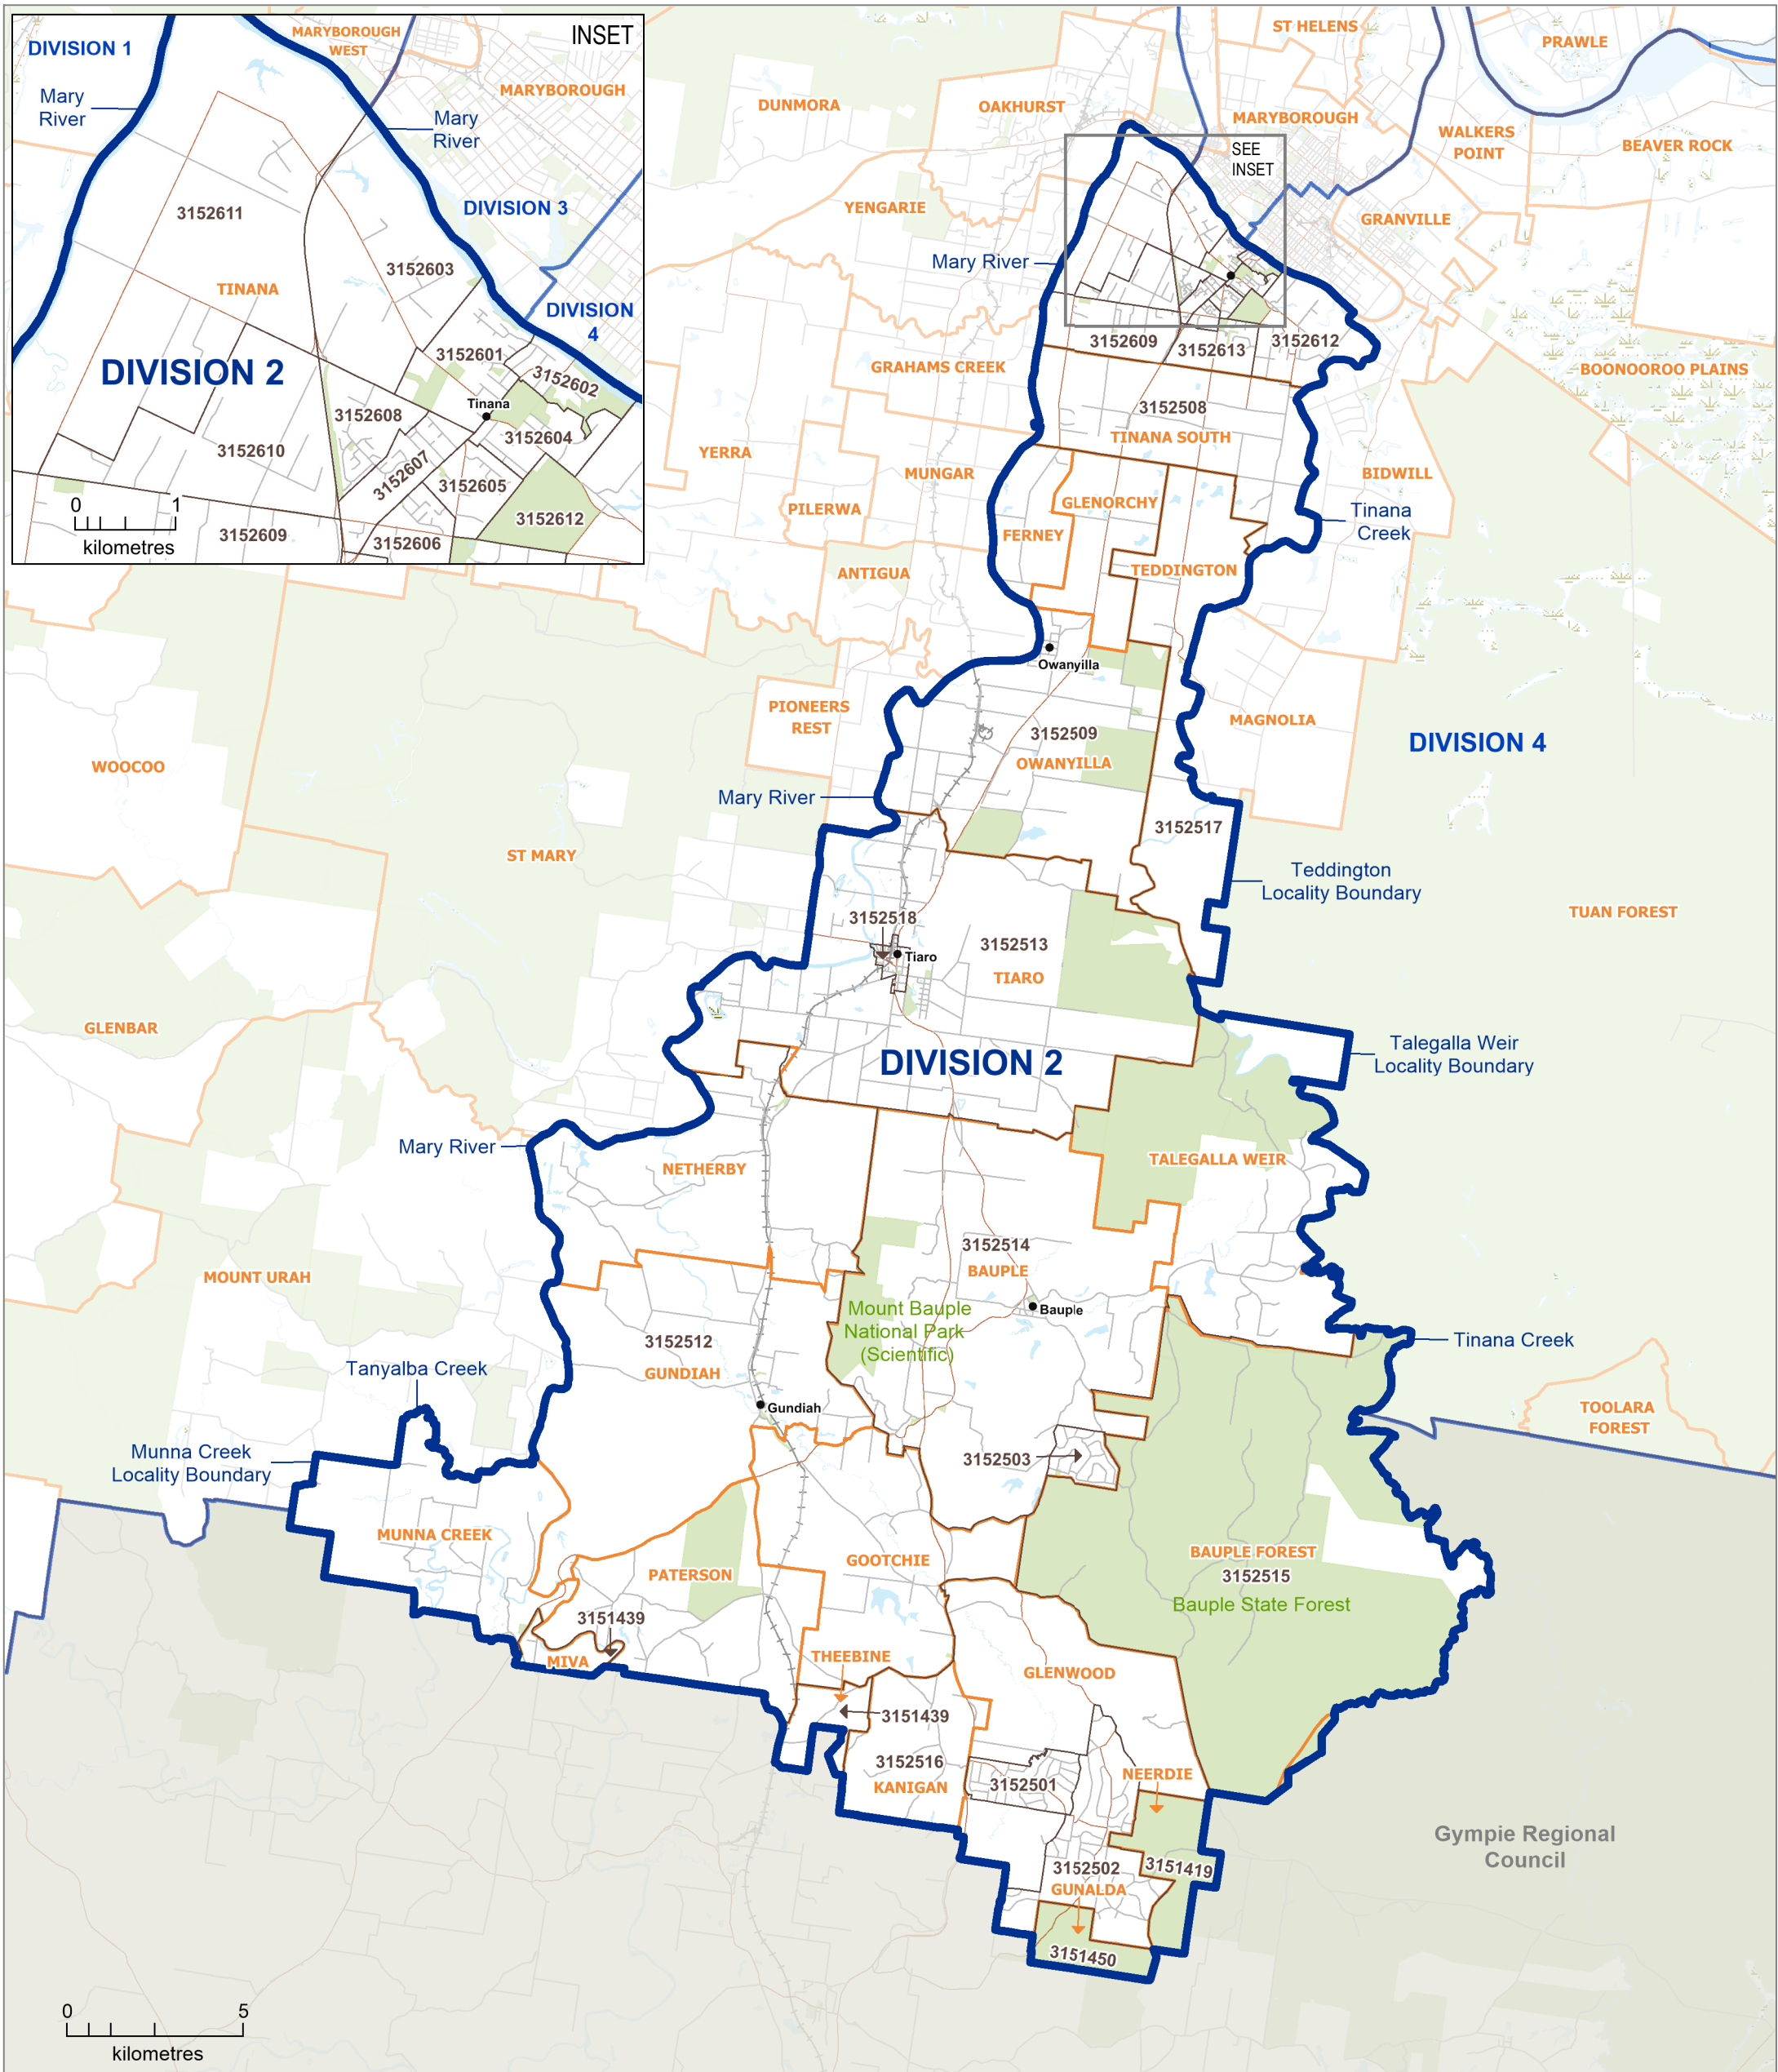 INSET
DIVISION 1
MARYBOROUGH
WEST
MARYBOROUGH
Mary
River
Mary
River
DIVISION 3
3152611
3152603
TINANA
DIVISION
4
DIVISION 2
3152601
3152602
Tinana
3152608
3152604
3152610
3152607
3152605
3152612
3152609
3152606
0 1
kilometres
ST HELENS
PRAWLE
DUNMORA
OAKHURST
MARYBOROUGH
WALKERS
POINT
BEAVER ROCK
SEE
INSET
YENGARIE
GRANVILLE
Mary River
3152609
3152613
3152612
GRAHAMS CREEK
BOONOOROO PLAINS
3152508
TINANA SOUTH
YERRA
MUNGAR
BIDWILL
PILERWA
GLENORCHY
FERNEY
Tinana
Creek
ANTIGUA
TEDDINGTON
Owanyilla
PIONEERS
REST
MAGNOLIA
3152509
OWANYILLA
DIVISION 4
WOOCOO
Mary River
3152517
ST MARY
Teddington
Locality Boundary
TUAN FOREST
3152518
3152513
Tiaro
TIARO
GLENBAR
Talegalla Weir
Locality Boundary
DIVISION 2
Mary River
NETHERBY
TALEGALLA WEIR
3152514
BAUPLE
MOUNT URAH
Mount Bauple
National Park
(Scientific)
Bauple
3152512
GUNDIAH
Tinana Creek
Tanyalba Creek
Gundiah
TOOLARA
FOREST
Munna Creek
Locality Boundary
3152503
MUNNA CREEK
GOOTCHIE
BAUPLE FOREST
3152515
Bauple State Forest
PATERSON
3151439
MIVA
THEEBINE
GLENWOOD
3151439
3152516
KANIGAN
3152501
NEERDIE
Gympie Regional
Council
3152502
3151419
GUNALDA
3151450
0 5
kilometres